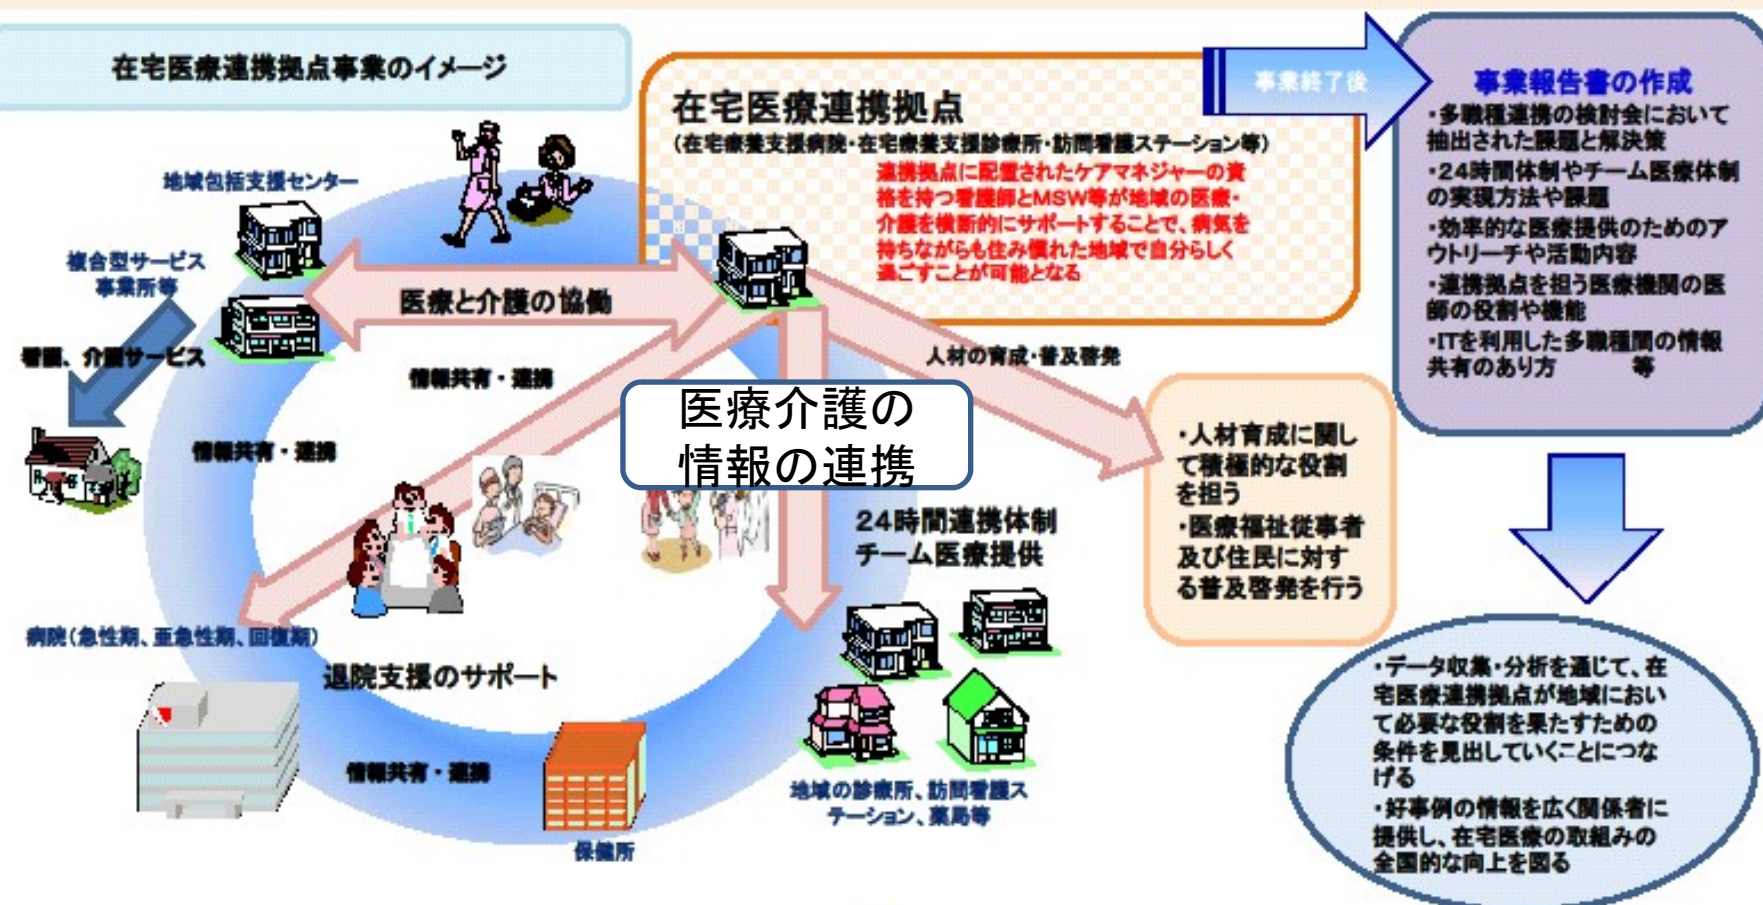 在宅医療連携拠点事業のイメージ
在宅医療連携拠点
(在宅療養支援病院・在宅療養支援診療所・訪問看護ステーション等)
連携拠点に配置されたケアマネジャーの資
格を持つ看護師とMSW等が地域の医療・
介護を横断的にサポートすることで、病気を
持ちながらも住み慣れた地域で自分らしく
過ごすことが可能となる
事業終了後
事業報告書の作成
・多職種連携の検討会において
抽出された課題と解決策
・24時間体制やチーム医療体制
の実現方法や課題
・効率的な医療提供のためのア
ウトリーチや活動内容
・連携拠点を担う医療機関の医
師の役割や機能
・ITを利用した多職種間の情報
共有のあり方 等
地域包括支援センター
複合型サービス
事業所等
医療と介護の協働
看護、介護サービス
情報共有・連携
人材の育成・普及啓発
医療介護の
情報の連携
情報共有・連携
・人材育成に関し
て積極的な役割
を担う
・医療福祉従事者
及び住民に対す
る普及啓発を行う
24時間連携体制
チーム医療提供
病院(急性期、亜急性期、回復期)
退院支援のサポート
情報共有・連携
保健所
地域の診療所、訪問看護ス
テーション、薬局等
・データ収集・分析を通じて、在
宅医療連携拠点が地域におい
て必要な役割を果たすための
条件を見出していくことにつな
げる
・好事例の情報を広く関係者に
提供し、在宅医療の取組みの
全国的な向上を図る